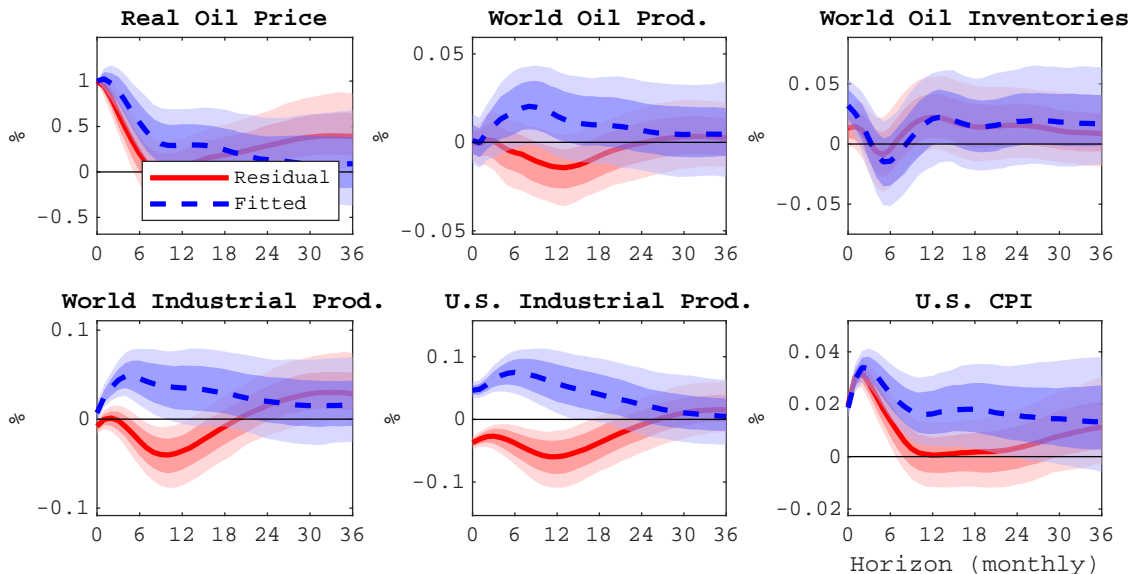 Real Oil Price
World Oil Prod.
World Oil Inventories
%
1
0.5
0
-0.5
Residual
Fitted
0 6 12 18 24 30 36
%
0.05
0
-0.05
0 6 12 18 24 30 36
%
0.05
0
-0.05
0 6 12 18 24 30 36
World Industrial Prod.
U.S. Industrial Prod.
U.S. CPI
%
0.1
0
-0.1
0 6 12 18 24 30 36
%
0.1
0
-0.1
0 6 12 18 24 30 36
%
0.04
0.02
0
-0.02
0 6 12 18 24 30 36
Horizon (monthly)